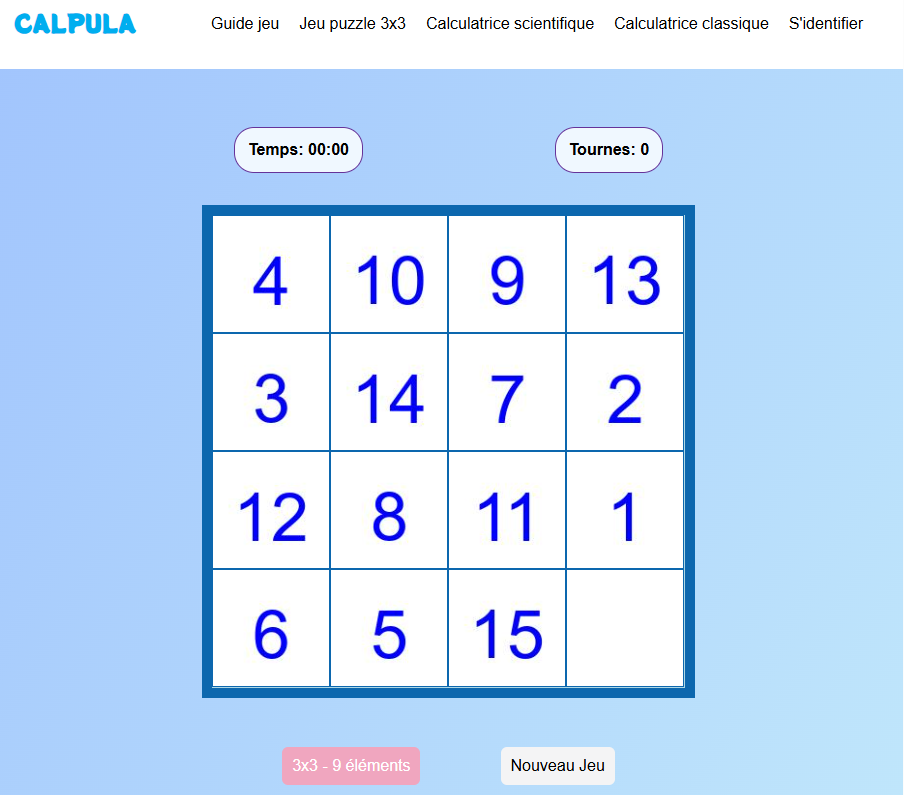 CALPULA Guide jeu Jeu puzzle 3x3 Calculatrice scientifique Calculatrice classique S'identifier
Temps: 00:00 Tournes: 0
4 10 9 13
3 14 7 2
12 8 11 1
6 5 15
3x3 - 9 éléments Nouveau Jeu